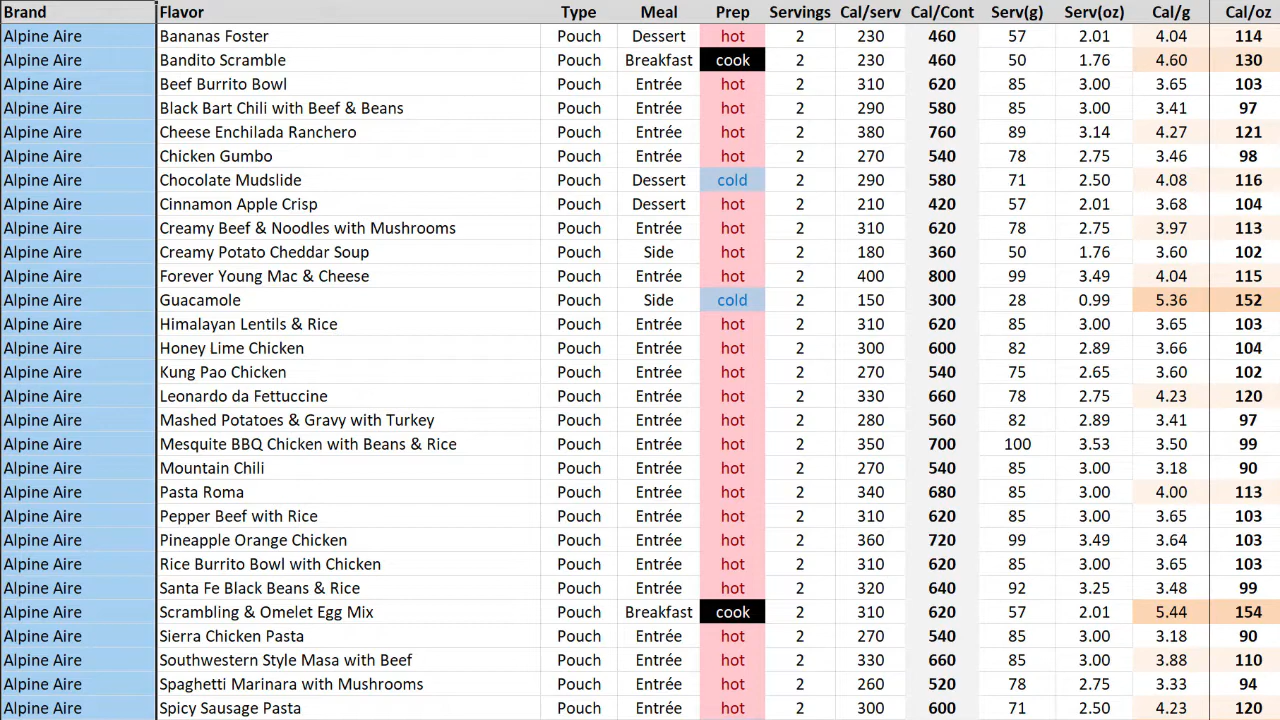 Brand Flavor Type Meal Prep Servings Cal/serv Cal/Cont Serv(g) Serv(oz) Cal/g Cal/oz
Alpine Aire Bananas Foster Pouch Dessert hot 2 230 460 57 2.01 4.04 114
Alpine Aire Bandito Scramble Pouch Breakfast cook 2 230 460 50 1.76 4.60 130
Alpine Aire Beef Burrito Bowl Pouch Entrée hot 2 310 620 85 3.00 3.65 103
Alpine Aire Black Bart Chili with Beef & Beans Pouch Entrée hot 2 290 580 85 3.00 3.41 97
Alpine Aire Cheese Enchilada Ranchero Pouch Entrée hot 2 380 760 89 3.14 4.27 121
Alpine Aire Chicken Gumbo Pouch Entrée hot 2 270 540 78 2.75 3.46 98
Alpine Aire Chocolate Mudslide Pouch Dessert cold 2 290 580 71 2.50 4.08 116
Alpine Aire Cinnamon Apple Crisp Pouch Dessert hot 2 210 420 57 2.01 3.68 104
Alpine Aire Creamy Beef & Noodles with Mushrooms Pouch Entrée hot 2 310 620 78 2.75 3.97 113
Alpine Aire Creamy Potato Cheddar Soup Pouch Side hot 2 180 360 50 1.76 3.60 102
Alpine Aire Forever Young Mac & Cheese Pouch Entrée hot 2 400 800 99 3.49 4.04 115
Alpine Aire Guacamole Pouch Side cold 2 150 300 28 0.99 5.36 152
Alpine Aire Himalayan Lentils & Rice Pouch Entrée hot 2 310 620 85 3.00 3.65 103
Alpine Aire Honey Lime Chicken Pouch Entrée hot 2 300 600 82 2.89 3.66 104
Alpine Aire Kung Pao Chicken Pouch Entrée hot 2 270 540 75 2.65 3.60 102
Alpine Aire Leonardo da Fettuccine Pouch Entrée hot 2 330 660 78 2.75 4.23 120
Alpine Aire Mashed Potatoes & Gravy with Turkey Pouch Entrée hot 2 280 560 82 2.89 3.41 97
Alpine Aire Mesquite BBQ Chicken with Beans & Rice Pouch Entrée hot 2 350 700 100 3.53 3.50 99
Alpine Aire Mountain Chili Pouch Entrée hot 2 270 540 85 3.00 3.18 90
Alpine Aire Pasta Roma Pouch Entrée hot 2 340 680 85 3.00 4.00 113
Alpine Aire Pepper Beef with Rice Pouch Entrée hot 2 310 620 85 3.00 3.65 103
Alpine Aire Pineapple Orange Chicken Pouch Entrée hot 2 360 720 99 3.49 3.64 103
Alpine Aire Rice Burrito Bowl with Chicken Pouch Entrée hot 2 310 620 85 3.00 3.65 103
Alpine Aire Santa Fe Black Beans & Rice Pouch Entrée hot 2 320 640 92 3.25 3.48 99
Alpine Aire Scrambling & Omelet Egg Mix Pouch Breakfast cook 2 310 620 57 2.01 5.44 154
Alpine Aire Sierra Chicken Pasta Pouch Entrée hot 2 270 540 85 3.00 3.18 90
Alpine Aire Southwestern Style Masa with Beef Pouch Entrée hot 2 330 660 85 3.00 3.88 110
Alpine Aire Spaghetti Marinara with Mushrooms Pouch Entrée hot 2 260 520 78 2.75 3.33 94
Alpine Aire Spicy Sausage Pasta Pouch Entrée hot 2 300 600 71 2.50 4.23 120